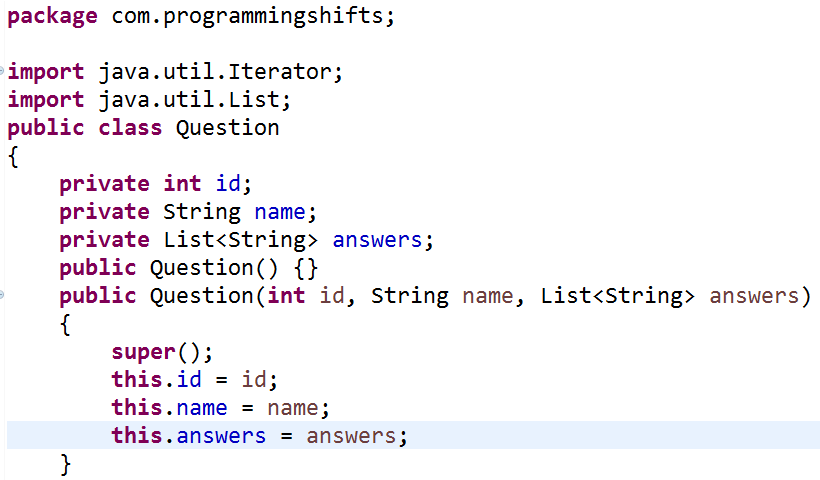 package com.programmingshifts;
import java.util.Iterator;
import java.util.List;
public class Question
{
private int id;
private String name;
private List<String> answers;
public Question() {}
public Question(int id, String name, List<String> answers)
{
super();
this.id = id;
this.name = name;
this.answers = answers;
}